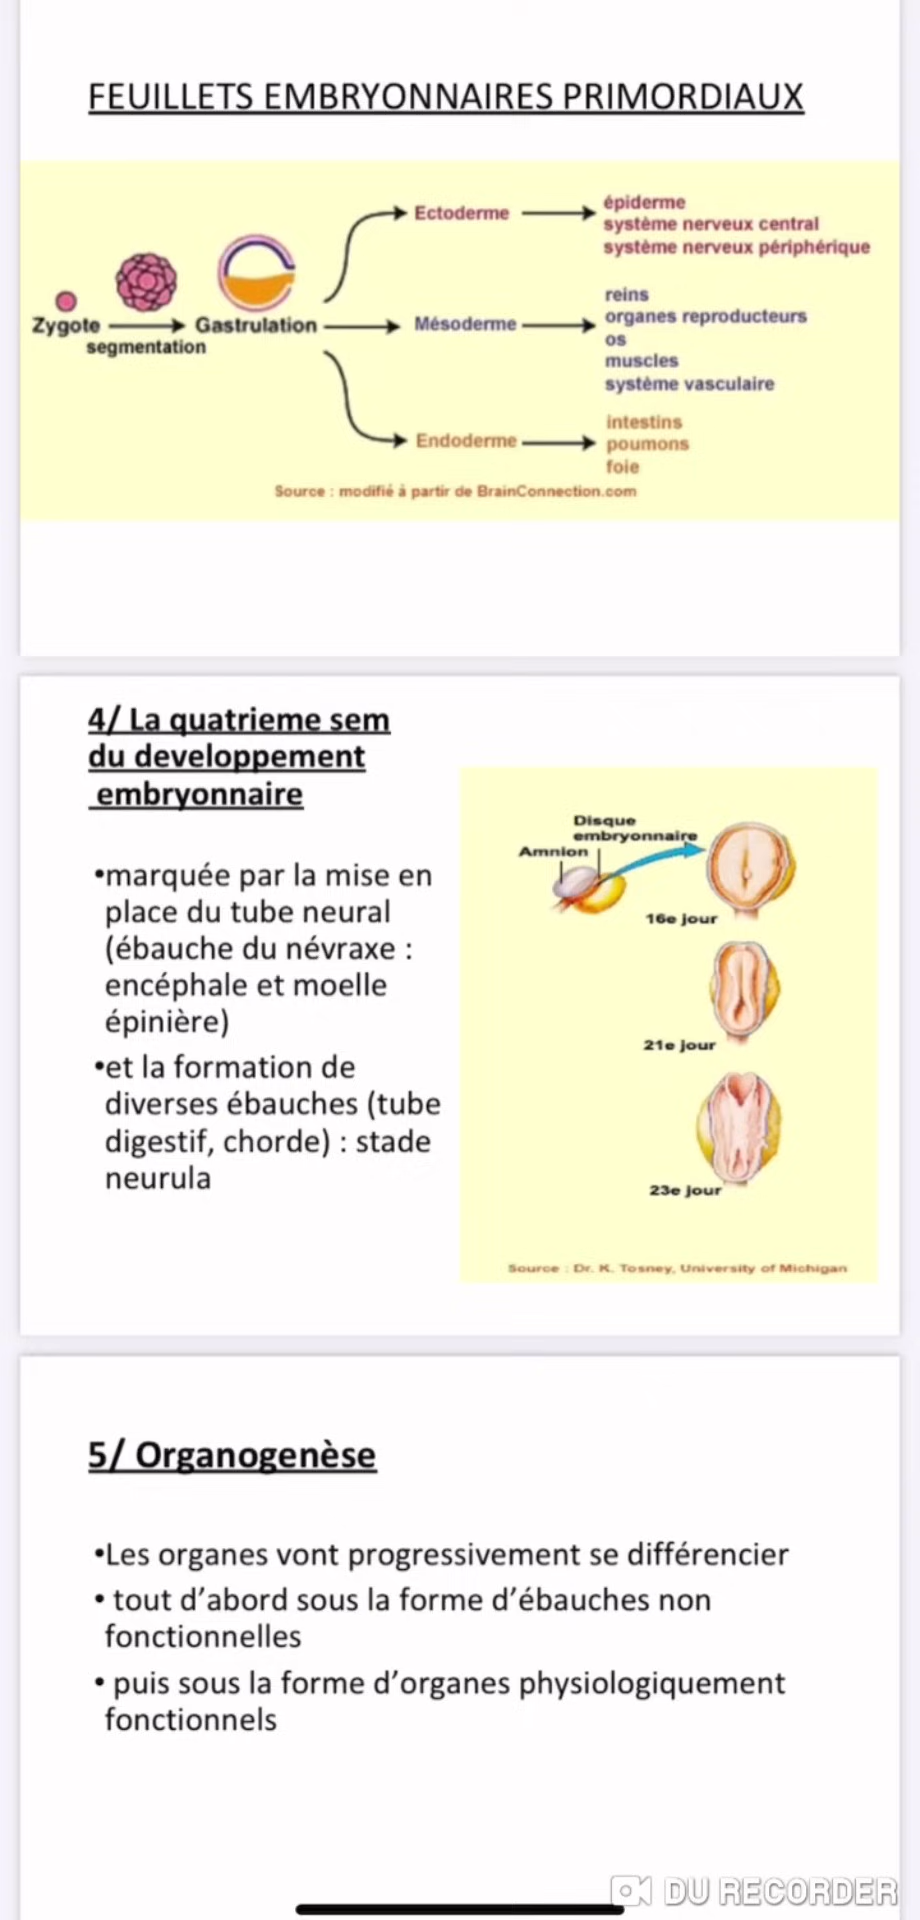 FEUILLETS EMBRYONNAIRES PRIMORDIAUX
Ectoderme
épiderme
système nerveux central
système nerveux périphérique
Zygote
segmentation
Gastrulation
Mésoderme
reins
organes reproducteurs
os
muscles
système vasculaire
Endoderme
intestins
poumons
foie
Source : modifié à partir de BrainConnection.com
4/ La quatrieme sem
du developpement
embryonnaire
•marquée par la mise en
place du tube neural
(ébauche du névraxe :
encéphale et moelle
épinière)
•et la formation de
diverses ébauches (tube
digestif, chorde) : stade
neurula
Disque
embryonnaire
Amnion
16e jour
21e jour
23e jour
Source : Dr. K. Tosney, University of Michigan
5/ Organogenèse
•Les organes vont progressivement se différencier
• tout d'abord sous la forme d'ébauches non
fonctionnelles
• puis sous la forme d'organes physiologiquement
fonctionnels
DU RECORDER